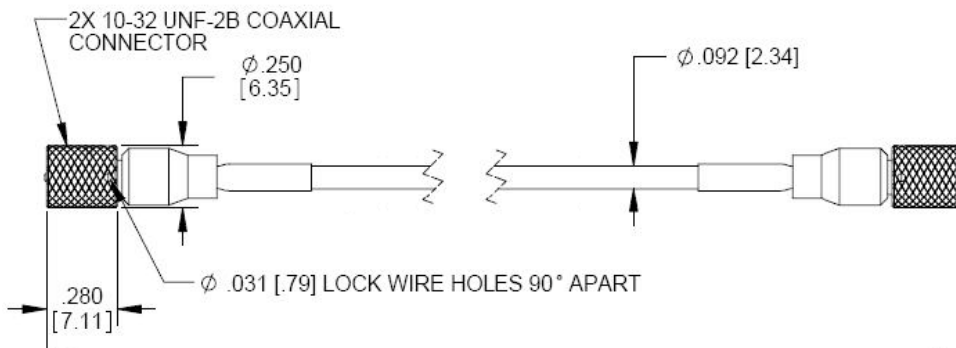 2X 10-32 UNF-2B COAXIAL
CONNECTOR
Ø.250
[6.35]
Ø.092 [2.34]
Ø .031 [.79] LOCK WIRE HOLES 90° APART
.280
[7.11]